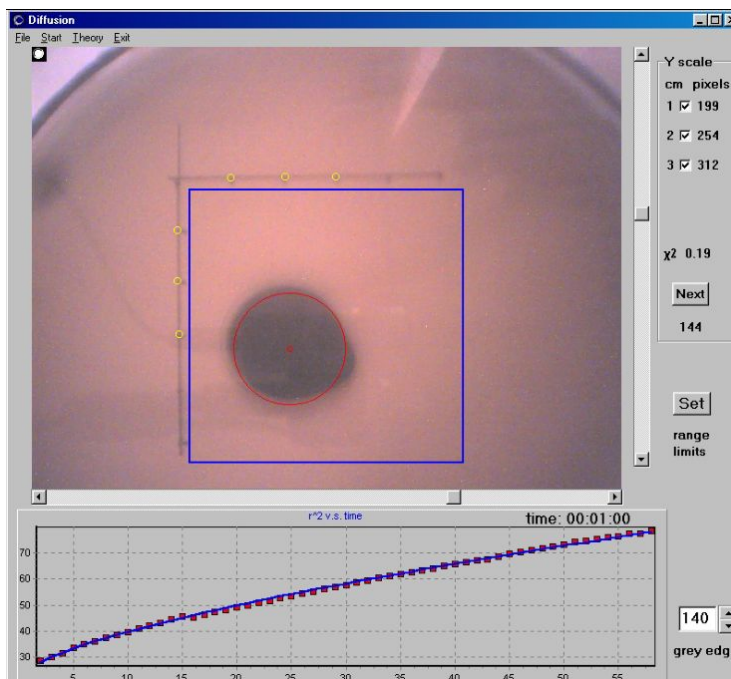 Diffusion
File Start Theory Exit
Y scale
cm pixels
1 199
2 254
3 312
χ2 0.19
Next
144
Set
range
limits
r^2 v.s. time
time: 00:01:00
70
60
50
40
30
5 10 15 20 25 30 35 40 45 50 55
140
grey edg